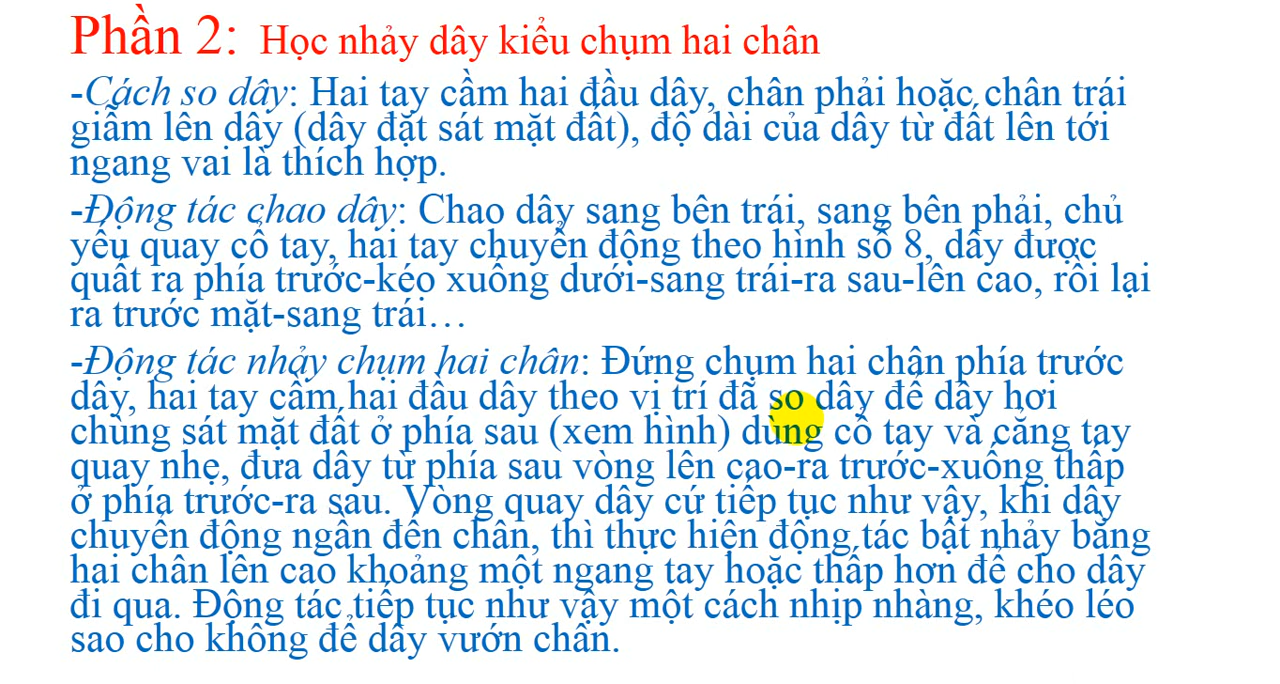 Phần 2: Học nhảy dây kiểu chụm hai chân
-Cách so dây: Hai tay cầm hai đầu dây, chân phải hoặc chân trái
giẫm lên dây (dây đặt sát mặt đất), độ dài của dây từ đất lên tới
ngang vai là thích hợp.
-Động tác chao dây: Chao dây sang bên trái, sang bên phải, chủ
yếu quay cổ tay, hai tay chuyển động theo hình số 8, dây được
quất ra phía trước-kéo xuống dưới-sang trái-ra sau-lên cao, rồi lại
ra trước mặt-sang trái…
-Động tác nhảy chụm hai chân: Đứng chụm hai chân phía trước
dây, hai tay cầm hai đầu dây theo vị trí đã so dây để dây hơi
chùng sát mặt đất ở phía sau (xem hình) dùng cổ tay và cẳng tay
quay nhẹ, đưa dây từ phía sau vòng lên cao-ra trước-xuống thấp
ở phía trước-ra sau. Vòng quay dây cứ tiếp tục như vậy, khi dây
chuyển động ngần đến chân, thì thực hiện động tác bật nhảy bằng
hai chân lên cao khoảng một ngang tay hoặc thấp hơn để cho dây
đi qua. Động tác tiếp tục như vậy một cách nhịp nhàng, khéo léo
sao cho không để dây vướn chân.